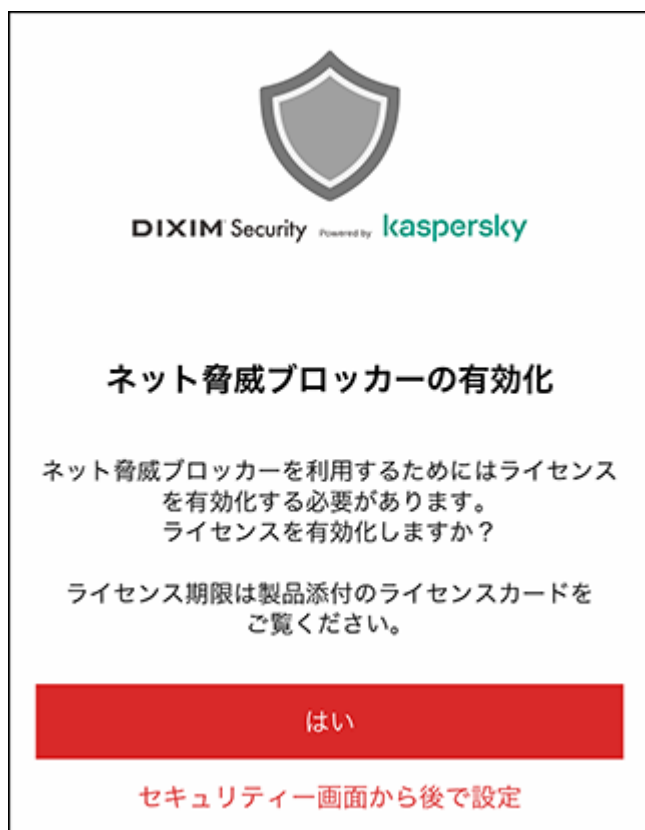 DIXIM Security Powered by kaspersky
ネット脅威ブロッカーの有効化
ネット脅威ブロッカーを利用するためにはライセンス
を有効化する必要があります。
ライセンスを有効化しますか？
ライセンス期限は製品添付のライセンスカードを
ご覧ください。
はい
セキュリティー画面から後で設定